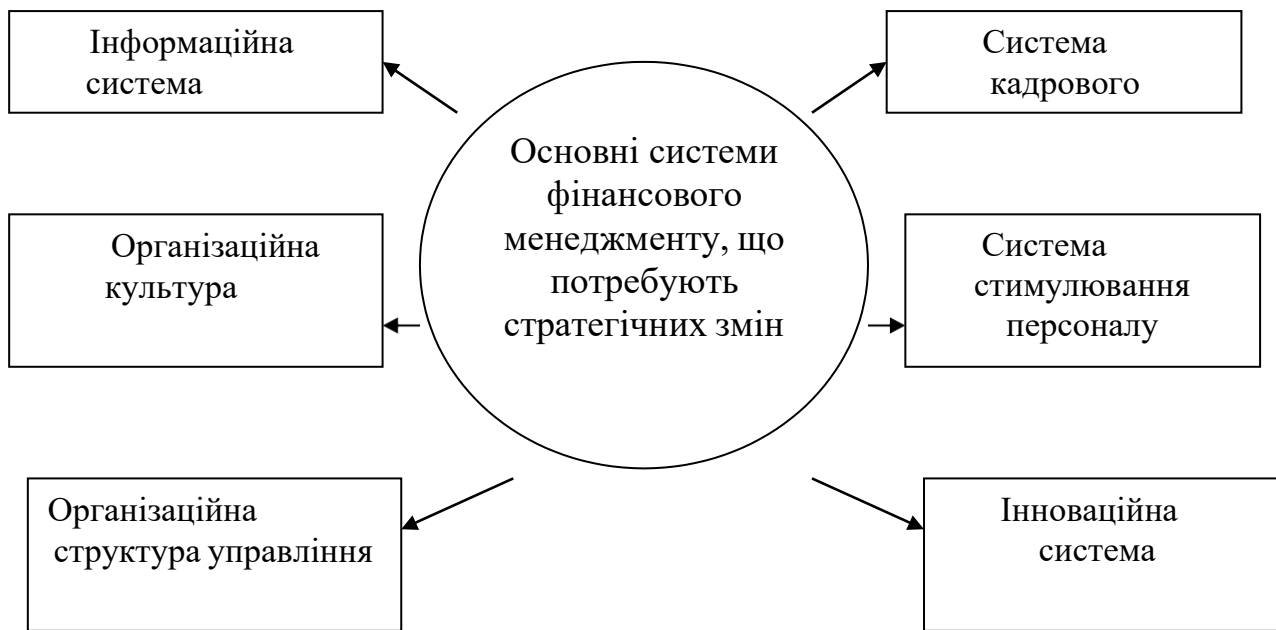 Інформаційна
система
Система
кадрового
Основні системи
фінансового
менеджменту, що
потребують
стратегічних змін
Організаційна
культура
Система
стимулювання
персоналу
Організаційна
структура управління
Інноваційна
система